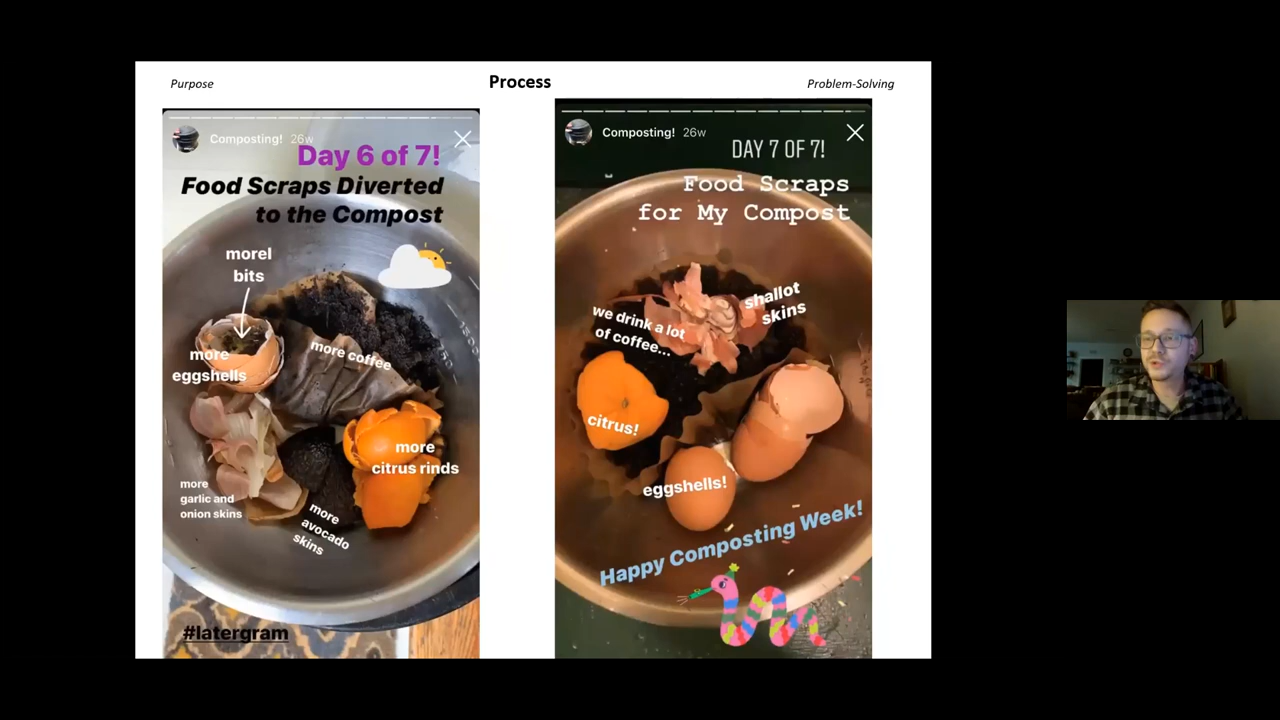 Purpose
Process
Problem-Solving
Composting! 26w
Day 6 of 7!
Food Scraps Diverted
to the Compost
morel
bits
more
eggshells
more coffee
more
citrus rinds
more
garlic and
onion skins
more
avocado
skins
#latergram
Composting! 26w
DAY 7 OF 7!
Food Scraps
for My Compost
shallot
skins
we drink a lot
of coffee...
citrus!
eggshells!
Happy Composting Week!